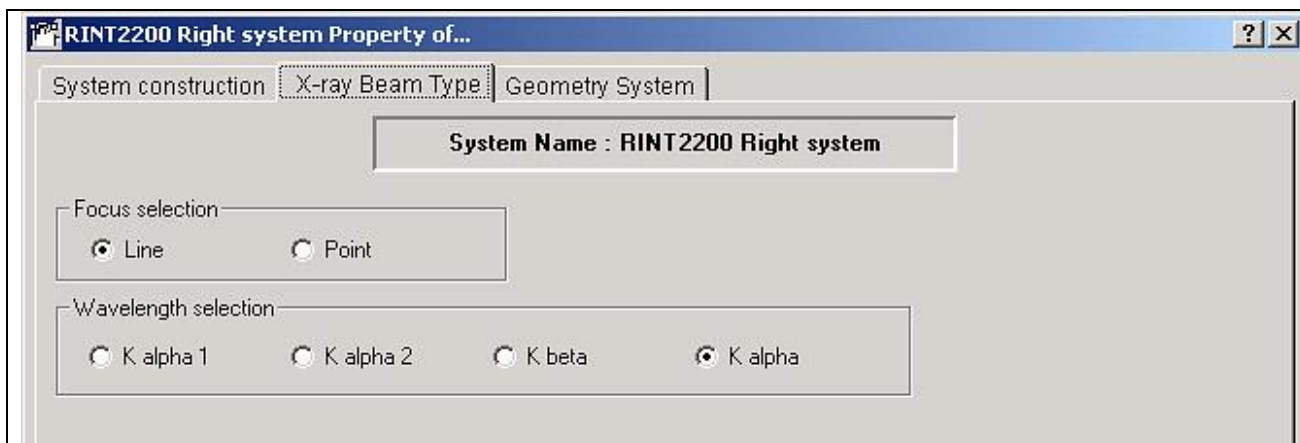 RINT2200 Right system Property of...
System construction X-ray Beam Type Geometry System
System Name : RINT2200 Right system
Focus selection
Line Point
Wavelength selection
K alpha 1 K alpha 2 K beta K alpha